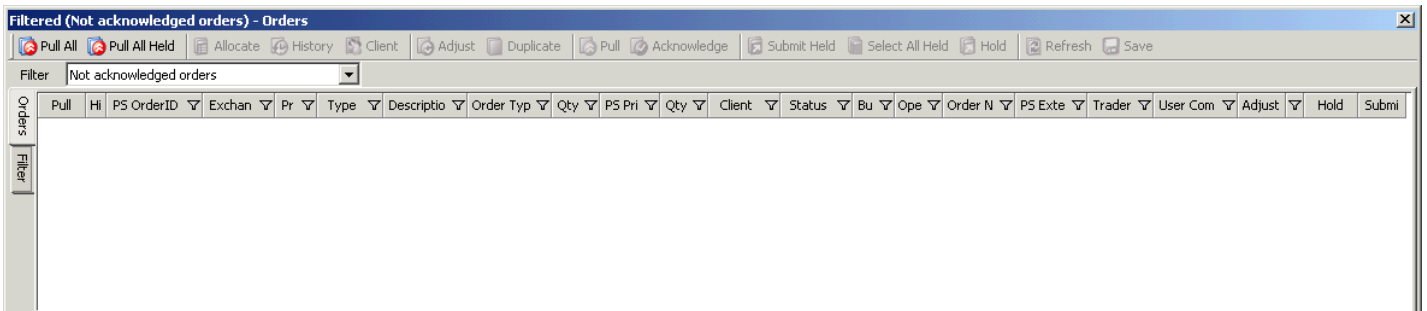 Filtered (Not acknowledged orders) - Orders
Pull All Pull All Held Allocate History Client Adjust Duplicate Pull Acknowledge Submit Held Select All Held Hold Refresh Save
Filter Not acknowledged orders
Orders Pull Hi PS OrderID Exchan Pr Type Descriptio Order Typ Qty PS Pri Qty Client Status Bu Ope Order N PS Exte Trader User Com Adjust Hold Submi
Filter